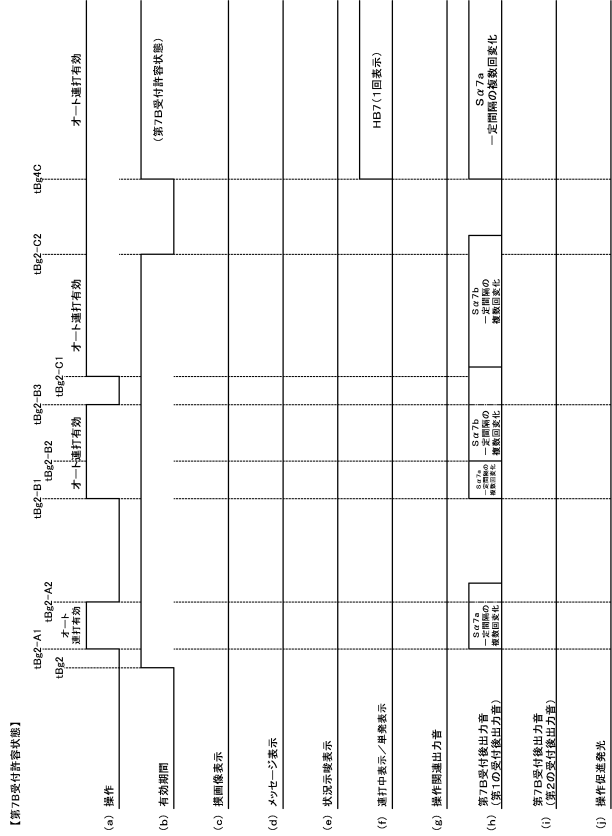 【第7B受付許容状態】
tBg2
tBg2-A1
tBg2-A2
tBg2-B1
tBg2-B2
tBg2-B3
tBg2-C1
tBg2-C2
tBg4C
(a) 操作
オート
連打有効
オート連打有効
オート連打有効
オート連打有効
(b) 有効期間
(第7B受付許容状態)
(c) 摸画像表示
(d) メッセージ表示
(e) 状況示唆表示
(f) 連打中表示/単発表示
HB7(1回表示)
(g) 操作関連出力音
(h) 第7B受付後出力音
(第1の受付後出力音)
Sα7a
一定間隔の
複数回変化
Sα7a
一定間隔の
複数回変化
Sα7b
一定間隔の
複数回変化
Sα7b
一定間隔の
複数回変化
Sα7a
一定間隔の複数回変化
(i) 第7B受付後出力音
(第2の受付後出力音)
(j) 操作促進発光